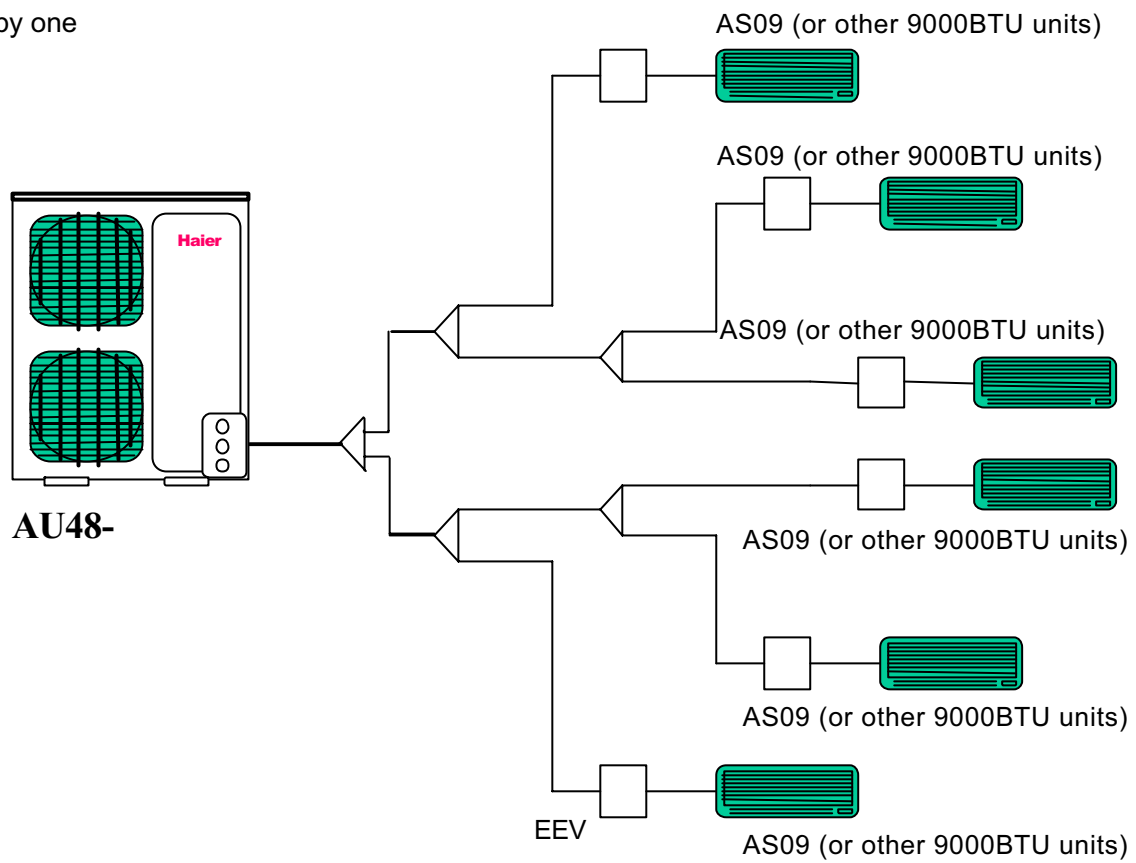 by one
AS09 (or other 9000BTU units)
AS09 (or other 9000BTU units)
Haier
AS09 (or other 9000BTU units)
AU48-
AS09 (or other 9000BTU units)
AS09 (or other 9000BTU units)
EEV
AS09 (or other 9000BTU units)